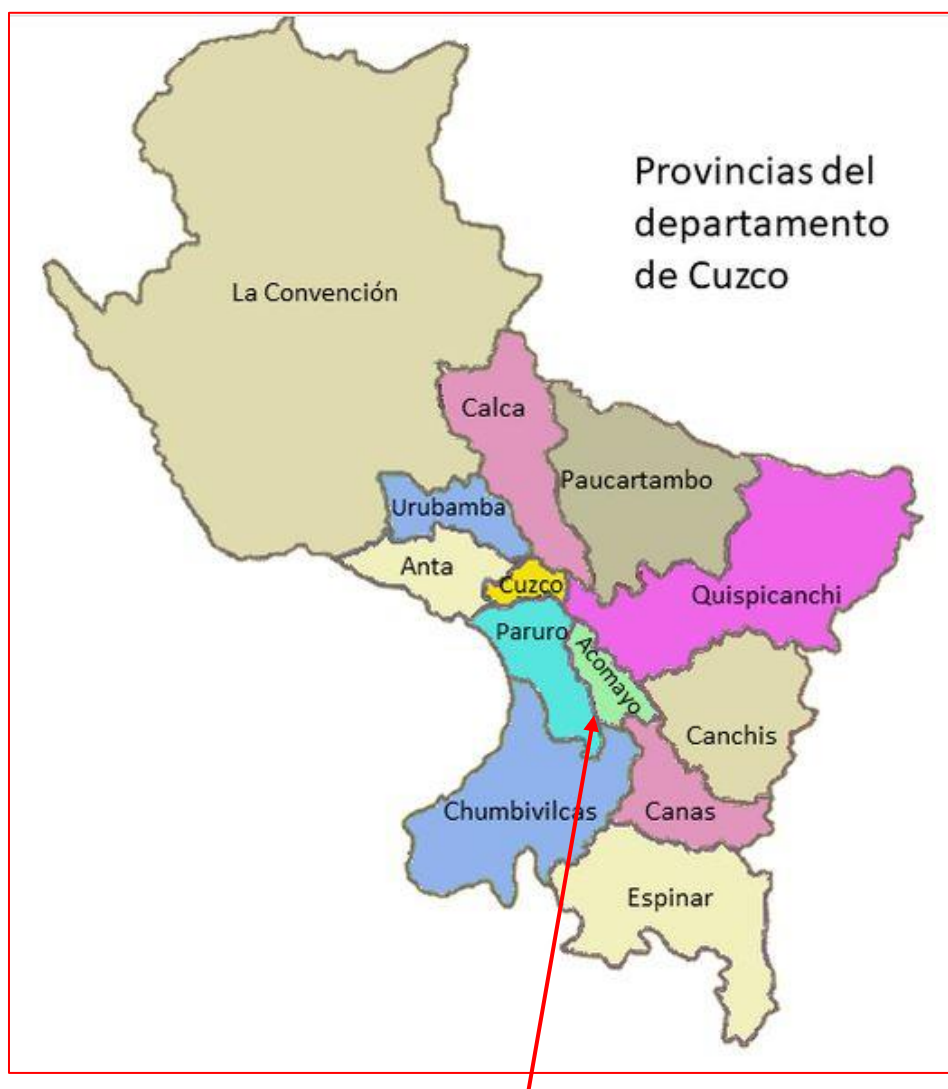 Provincias del
departamento
de Cuzco
La Convención
Calca
Paucartambo
Urubamba
Anta
Cuzco
Quispicanchi
Paruro
Acomayo
Canchis
Chumbivilcas
Canas
Espinar